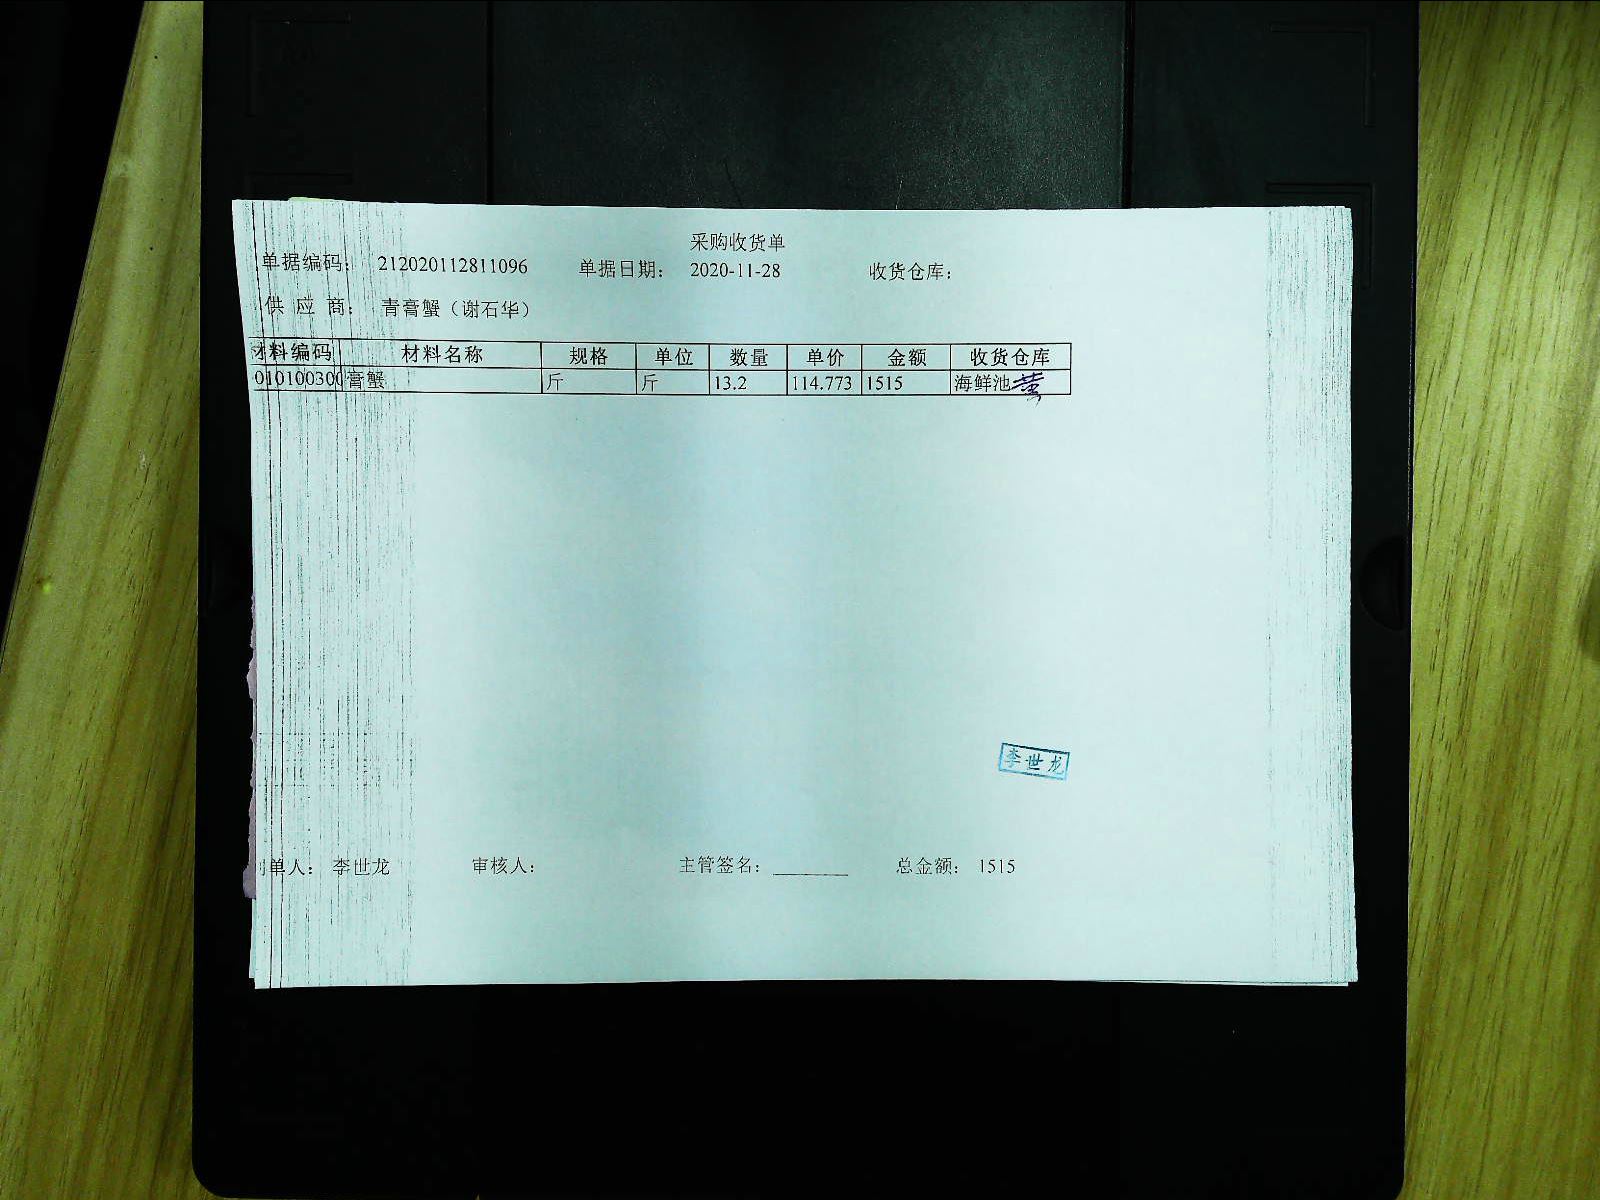 采购收货单
单据编码: 212020112811096 单据日期: 2020-11-28 收货仓库:
供应商: 青膏蟹（谢石华）
材料编码 材料名称 规格 单位 数量 单价 金额 收货仓库
010100300 膏蟹 斤 斤 13.2 114.773 1515 海鲜池
李世龙
制单人: 李世龙 审核人: 主管签名: 总金额: 1515